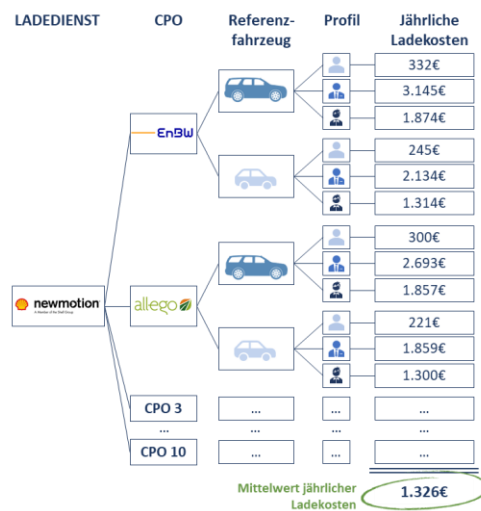 LADEDIENST CPO Referenz- Profil Jährliche
fahrzeug Ladekosten
332€
3.145€
1.874€
EnBW
245€
2.134€
1.314€
300€
2.693€
1.857€
newmotion allego
A Member of the Shell Group
221€
1.859€
1.300€
CPO 3 ... ... ...
... ... ... ...
CPO 10 ... ... ...
Mittelwert jährlicher 1.326€
Ladekosten